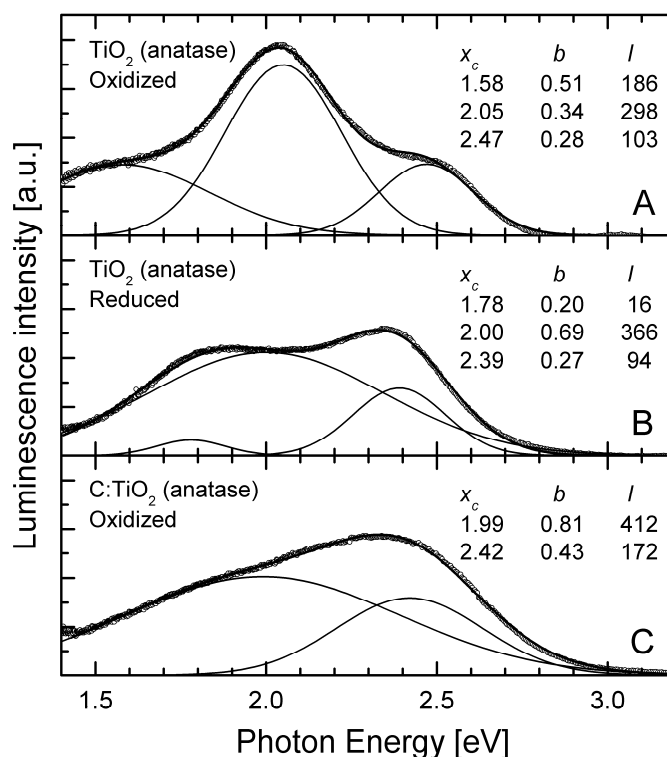 TiO₂ (anatase)
Oxidized
x_c b I
1.58 0.51 186
2.05 0.34 298
2.47 0.28 103
A
TiO₂ (anatase)
Reduced
x_c b I
1.78 0.20 16
2.00 0.69 366
2.39 0.27 94
B
C:TiO₂ (anatase)
Oxidized
x_c b I
1.99 0.81 412
2.42 0.43 172
C
Luminescence intensity [a.u.]
1.5 2.0 2.5 3.0
Photon Energy [eV]